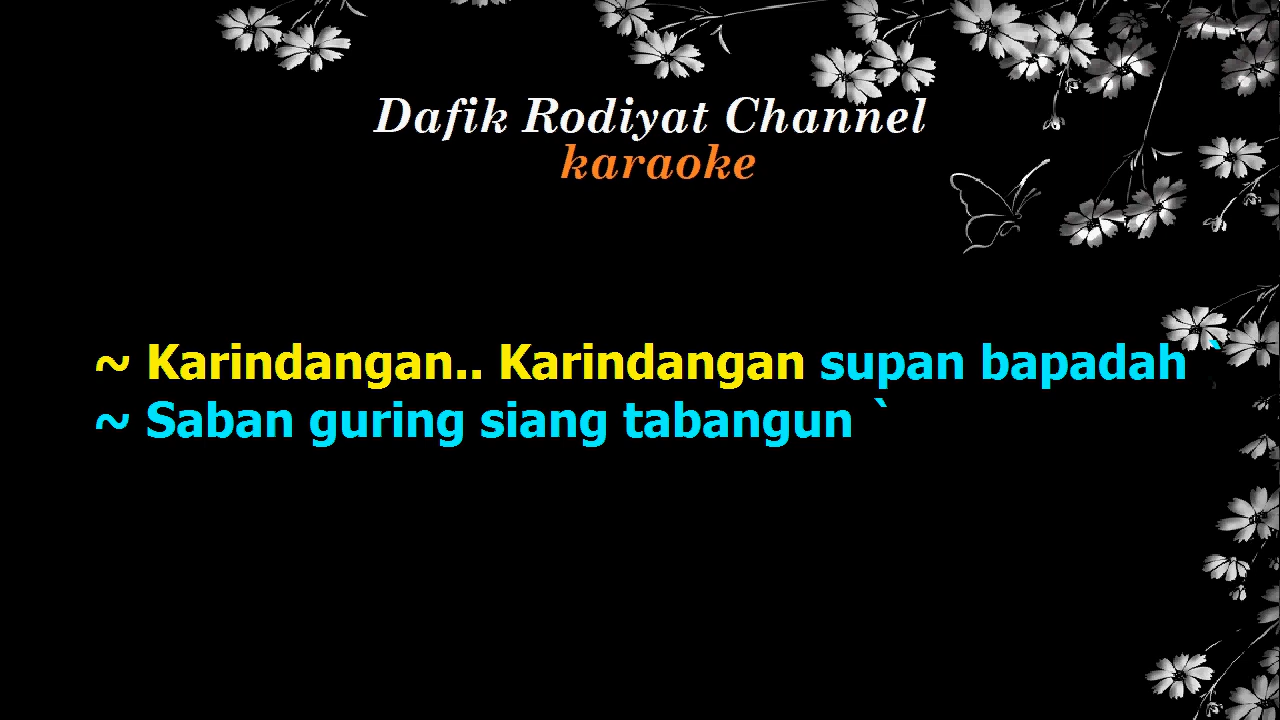 Dafik Rodiyat Channel
karaoke
~ Karindangan.. Karindangan supan bapadah `
~ Saban guring siang tabangun `